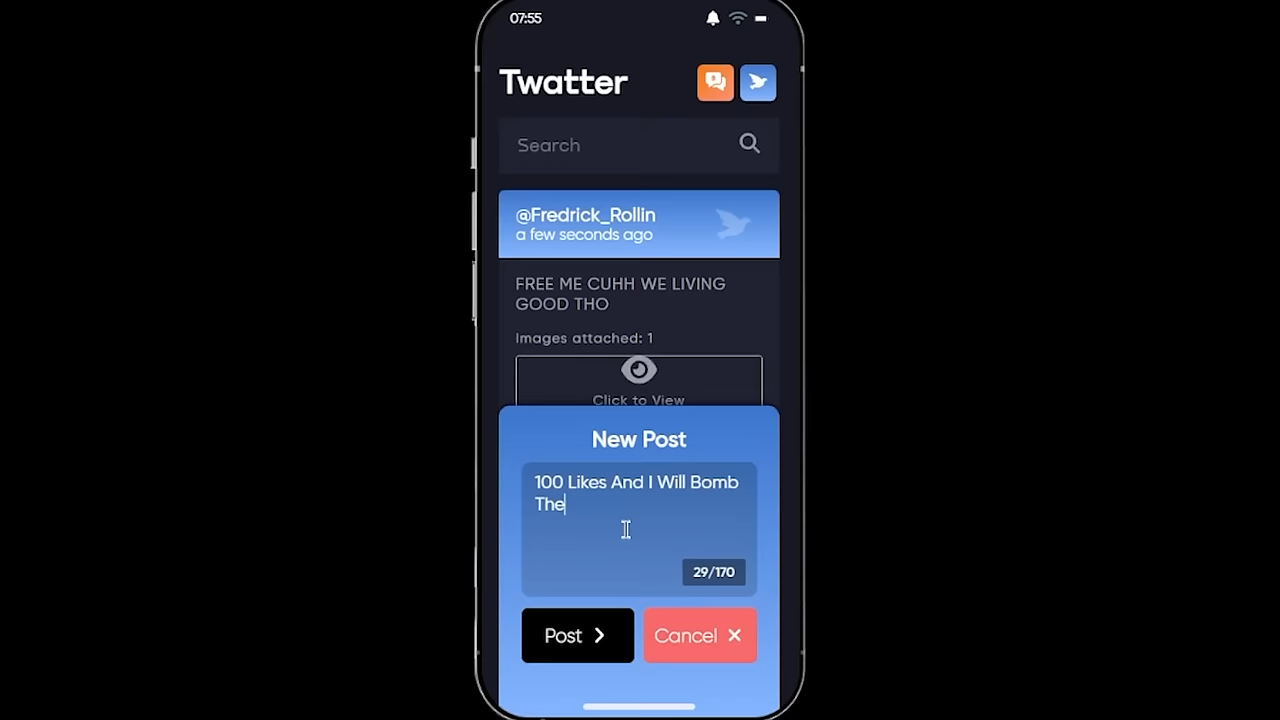 07:55
Twatter
Search
@Fredrick_Rollin
a few seconds ago
FREE ME CUHH WE LIVING
GOOD THO
Images attached: 1
Click to View
New Post
100 Likes And I Will Bomb
The
29/170
Post
Cancel